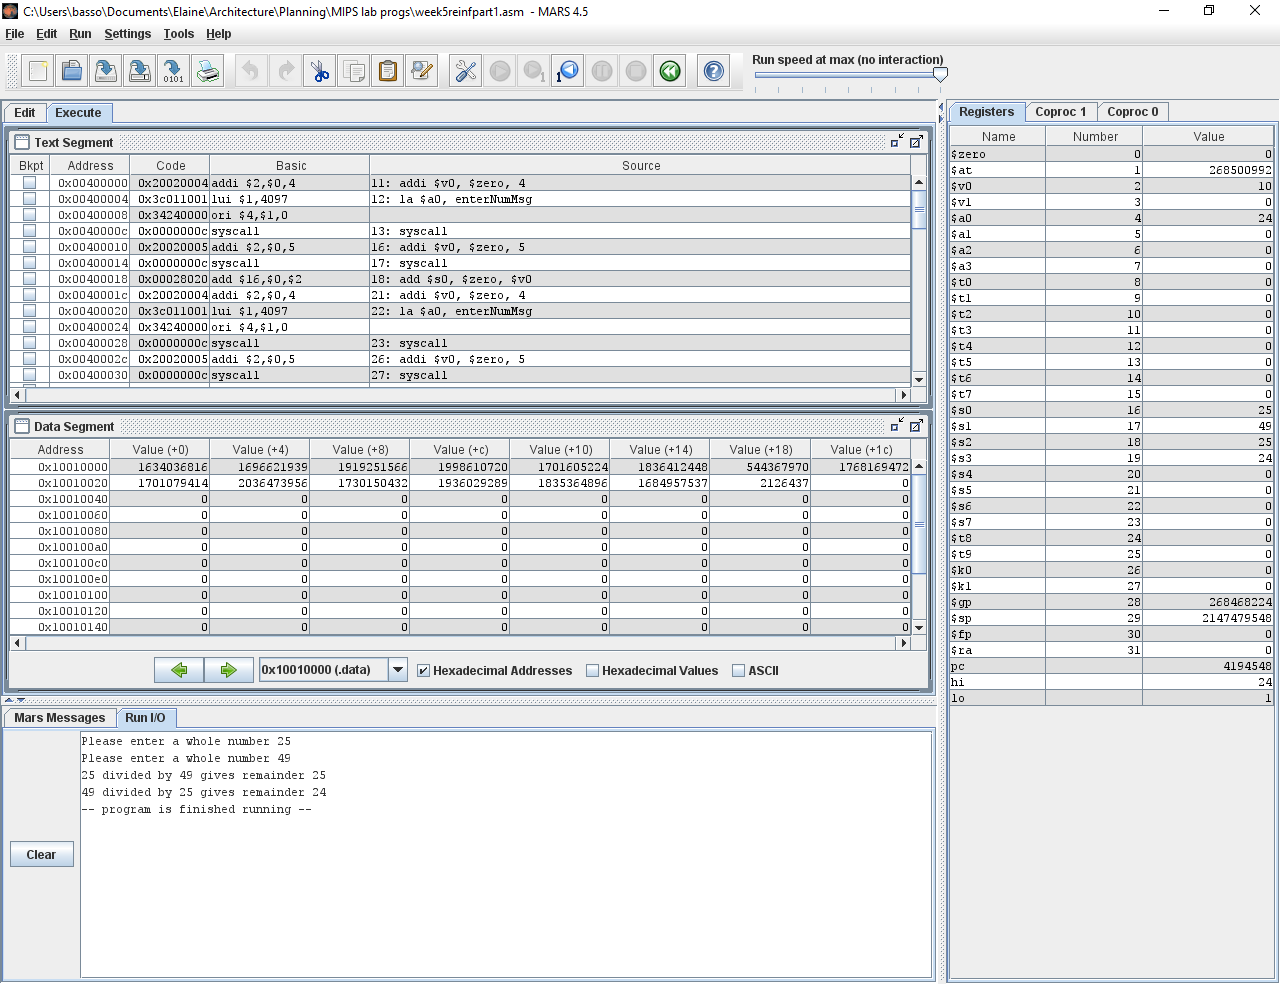 C:\Users\basso\Documents\Elaine\Architecture\Planning\MIPS lab progs\week5reinfpart1.asm - MARS 4.5
File Edit Run Settings Tools Help
Run speed at max (no interaction)
Edit Execute
Text Segment
Bkpt Address Code Basic Source
0x00400000 0x20020004 addi $2,$0,4 11: addi $v0, $zero, 4
0x00400004 0x3c011001 lui $1,4097 12: la $a0, enterNumMsg
0x00400008 0x34240000 ori $4,$1,0
0x0040000c 0x0000000c syscall 13: syscall
0x00400010 0x20020005 addi $2,$0,5 16: addi $v0, $zero, 5
0x00400014 0x0000000c syscall 17: syscall
0x00400018 0x00028020 add $16,$0,$2 18: add $s0, $zero, $v0
0x0040001c 0x20020004 addi $2,$0,4 21: addi $v0, $zero, 4
0x00400020 0x3c011001 lui $1,4097 22: la $a0, enterNumMsg
0x00400024 0x34240000 ori $4,$1,0
0x00400028 0x0000000c syscall 23: syscall
0x0040002c 0x20020005 addi $2,$0,5 26: addi $v0, $zero, 5
0x00400030 0x0000000c syscall 27: syscall
Data Segment
Address Value (+0) Value (+4) Value (+8) Value (+c) Value (+10) Value (+14) Value (+18) Value (+1c)
0x10010000 1634036816 1696621939 1919251566 1998610720 1701605224 1836412448 544367970 1768169472
0x10010020 1701079414 2036473956 1730150432 1936029289 1835364896 1684957537 2126437 0
0x10010040 0 0 0 0 0 0 0 0
0x10010060 0 0 0 0 0 0 0 0
0x10010080 0 0 0 0 0 0 0 0
0x100100a0 0 0 0 0 0 0 0 0
0x100100c0 0 0 0 0 0 0 0 0
0x100100e0 0 0 0 0 0 0 0 0
0x10010100 0 0 0 0 0 0 0 0
0x10010120 0 0 0 0 0 0 0 0
0x10010140 0 0 0 0 0 0 0 0
0x10010000 (.data) Hexadecimal Addresses Hexadecimal Values ASCII
Mars Messages Run I/O
Please enter a whole number 25
Please enter a whole number 49
25 divided by 49 gives remainder 25
49 divided by 25 gives remainder 24
-- program is finished running --
Clear
Registers Coproc 1 Coproc 0
Name Number Value
$zero 0 0
$at 1 268500992
$v0 2 10
$v1 3 0
$a0 4 24
$a1 5 0
$a2 6 0
$a3 7 0
$t0 8 0
$t1 9 0
$t2 10 0
$t3 11 0
$t4 12 0
$t5 13 0
$t6 14 0
$t7 15 0
$s0 16 25
$s1 17 49
$s2 18 25
$s3 19 24
$s4 20 0
$s5 21 0
$s6 22 0
$s7 23 0
$t8 24 0
$t9 25 0
$k0 26 0
$k1 27 0
$gp 28 268468224
$sp 29 2147479548
$fp 30 0
$ra 31 0
pc 4194548
hi 24
lo 1